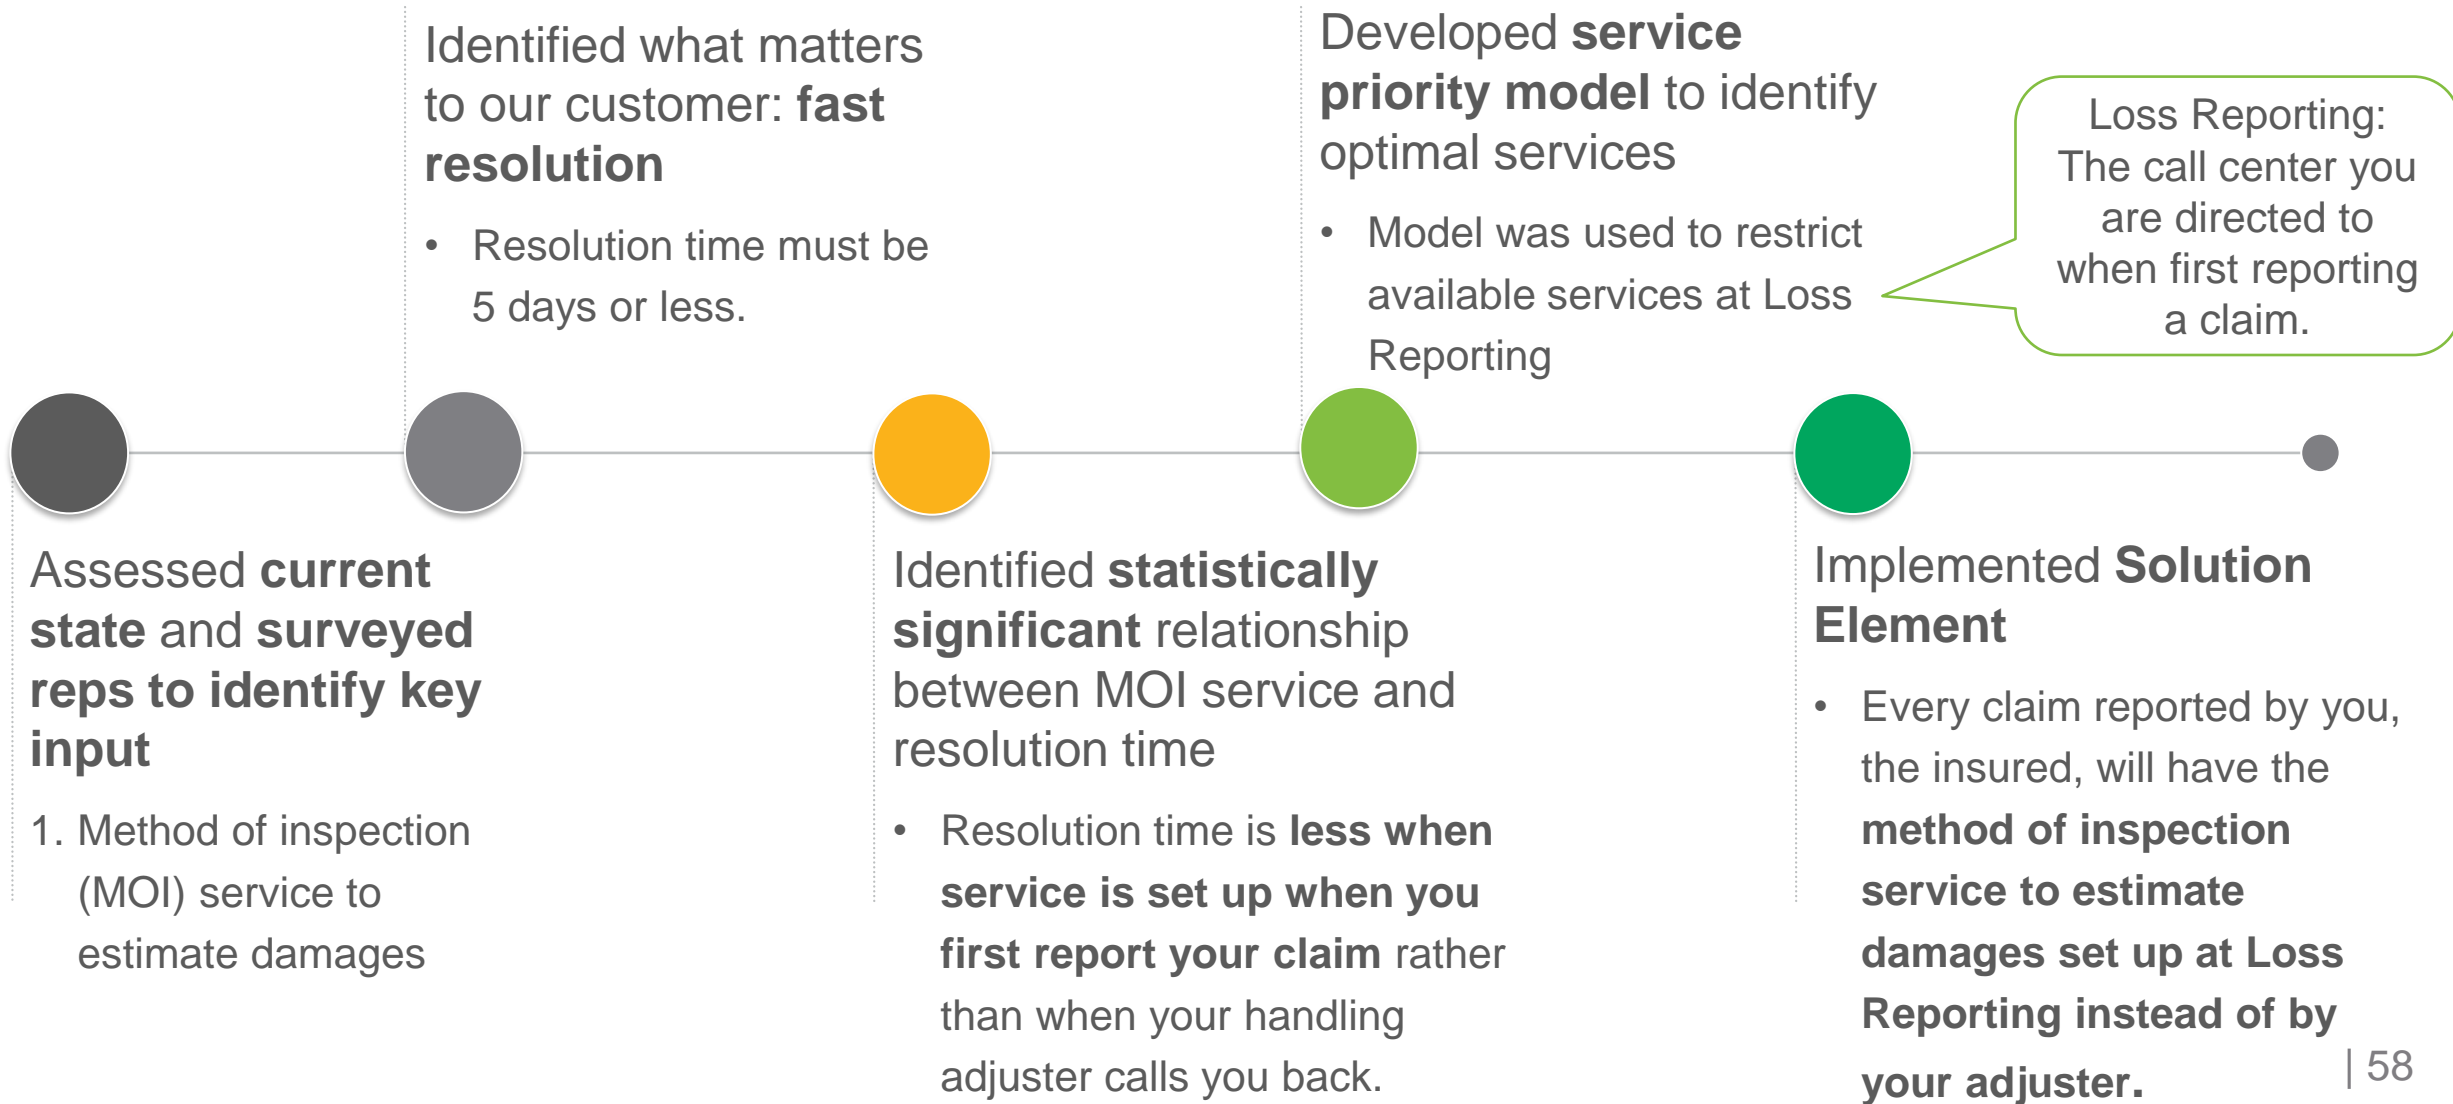 Identified what matters
to our customer: fast
resolution
• Resolution time must be
5 days or less.
Developed service
priority model to identify
optimal services
• Model was used to restrict
available services at Loss
Reporting
Loss Reporting:
The call center you
are directed to
when first reporting
a claim.
Assessed current
state and surveyed
reps to identify key
input
1. Method of inspection
(MOI) service to
estimate damages
Identified statistically
significant relationship
between MOI service and
resolution time
• Resolution time is less when
service is set up when you
first report your claim rather
than when your handling
adjuster calls you back.
Implemented Solution
Element
• Every claim reported by you,
the insured, will have the
method of inspection
service to estimate
damages set up at Loss
Reporting instead of by
your adjuster.
| 58